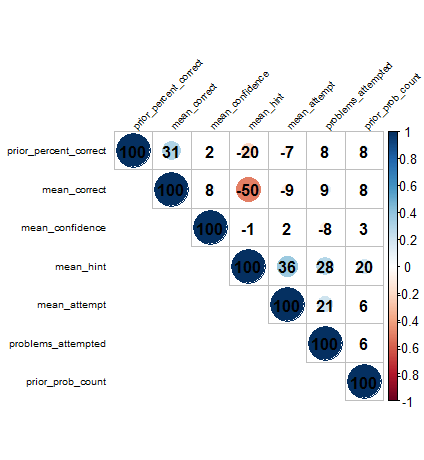 prior_percent_correct
mean_correct
mean_confidence
mean_hint
mean_attempt
problems_attempted
prior_prob_count
prior_percent_correct 100 31 2 -20 -7 8 8
mean_correct 100 8 -50 -9 9 8
mean_confidence 100 -1 2 -8 3
mean_hint 100 36 28 20
mean_attempt 100 21 6
problems_attempted 100 6
prior_prob_count 100
1
0.8
0.6
0.4
0.2
0
-0.2
-0.4
-0.6
-0.8
-1